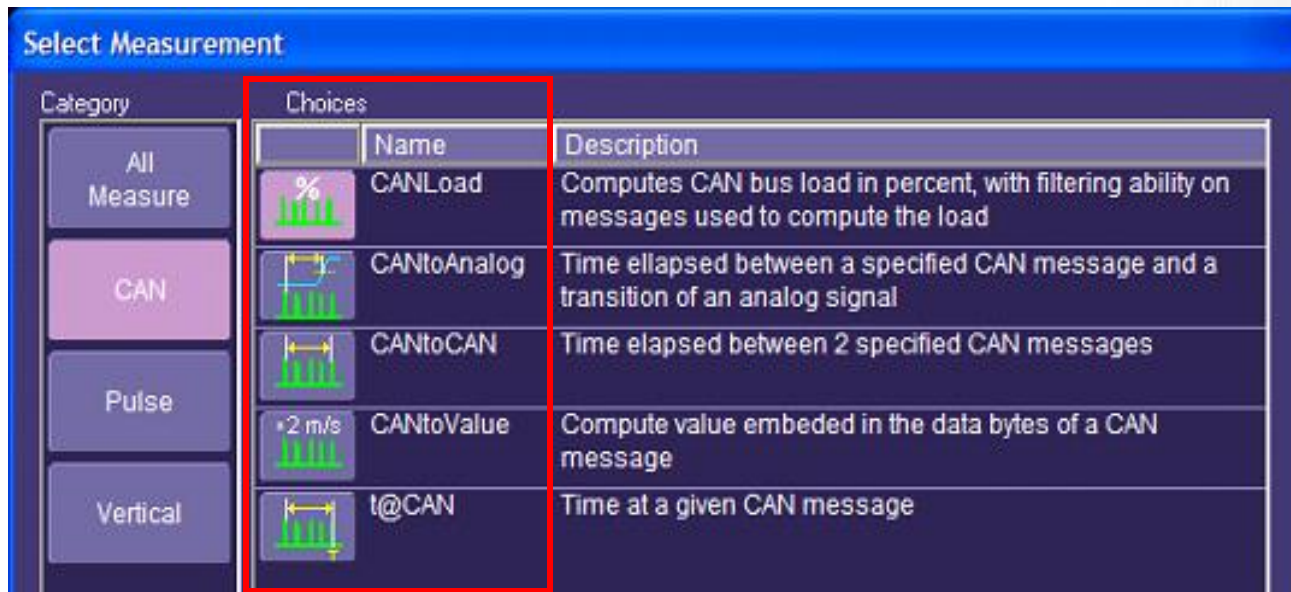 Select Measurement
Category
Choices
All
Measure
CAN
Pulse
Vertical
Name Description
% CANLoad Computes CAN bus load in percent, with filtering ability on
messages used to compute the load
CANtoAnalog Time ellapsed between a specified CAN message and a
transition of an analog signal
CANtoCAN Time elapsed between 2 specified CAN messages
•2 m/s CANtoValue Compute value embeded in the data bytes of a CAN
message
t@CAN Time at a given CAN message